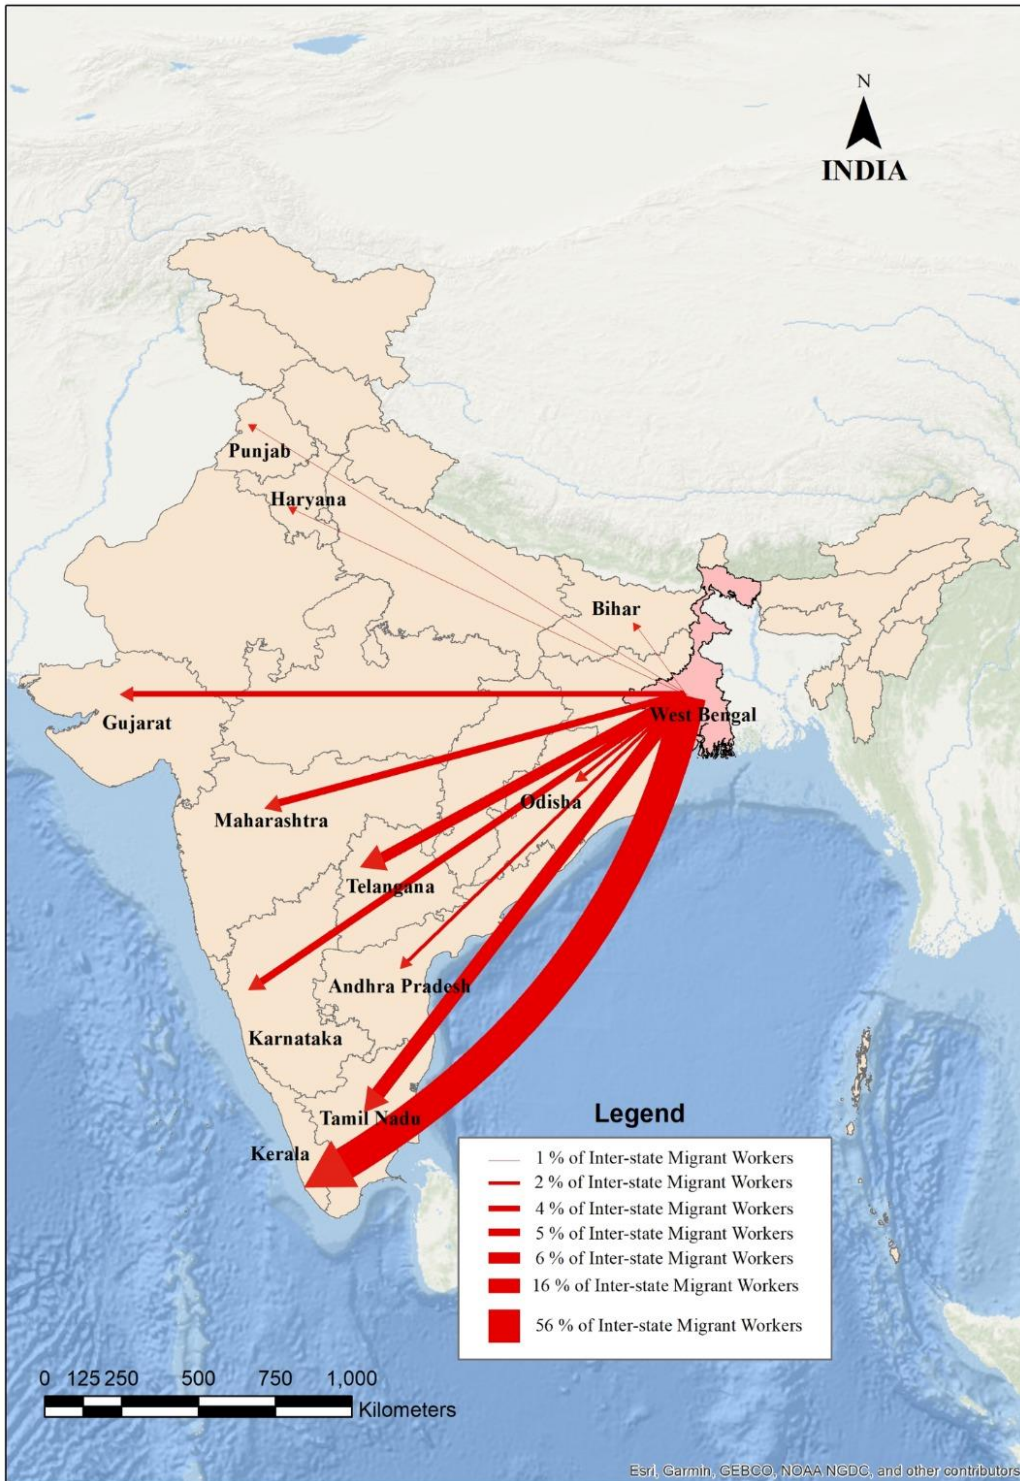 N
INDIA
Punjab
Haryana
Bihar
West Bengal
Gujarat
Odisha
Maharashtra
Telangana
Andhra Pradesh
Karnataka
Tamil Nadu
Kerala
Legend
1 % of Inter-state Migrant Workers
2 % of Inter-state Migrant Workers
4 % of Inter-state Migrant Workers
5 % of Inter-state Migrant Workers
6 % of Inter-state Migrant Workers
16 % of Inter-state Migrant Workers
56 % of Inter-state Migrant Workers
0 125 250 500 750 1,000
Kilometers
Esri, Garmin, GEBCO, NOAA NGDC, and other contributors